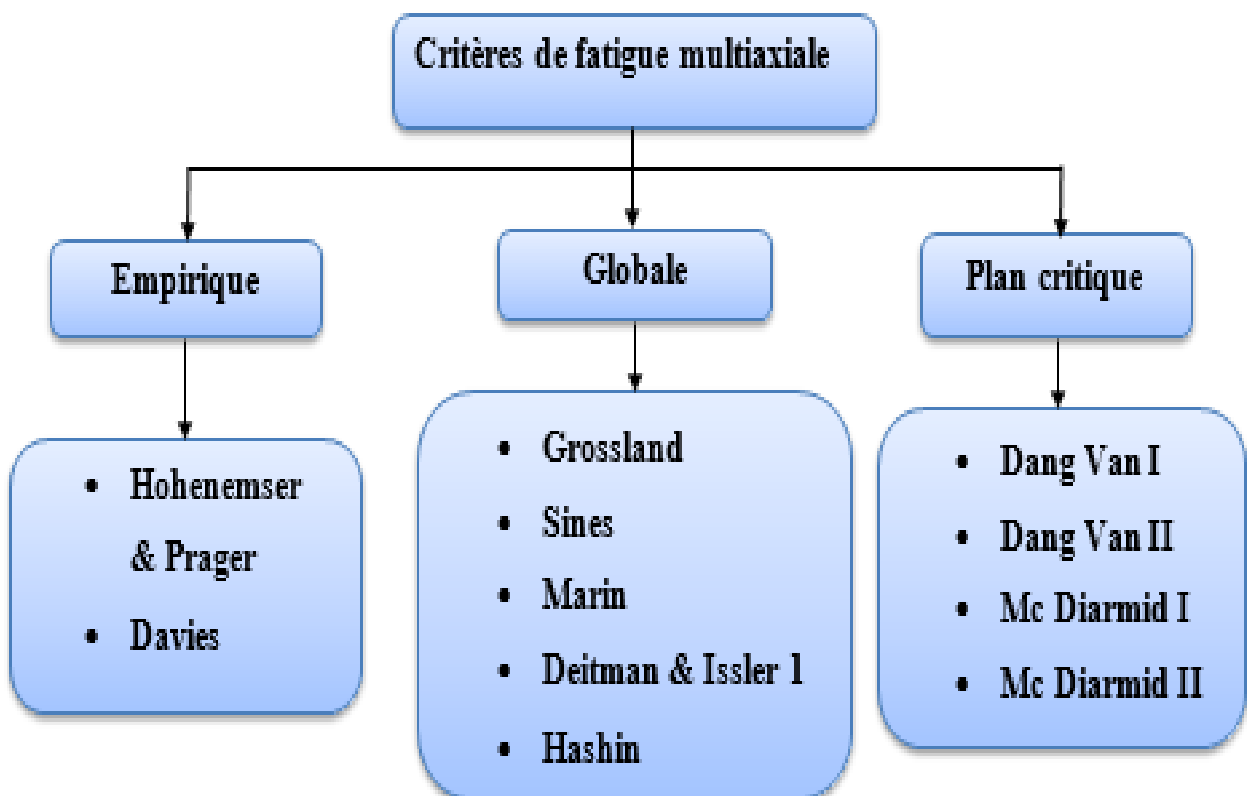 Critères de fatigue multiaxiale
Empirique
Globale
Plan critique
• Hohenemser
& Prager
• Davies
• Grossland
• Sines
• Marin
• Deitman & Issler 1
• Hashin
• Dang Van I
• Dang Van II
• Mc Diarmid I
• Mc Diarmid II